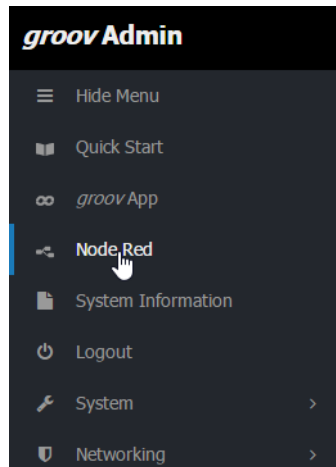 groov Admin
Hide Menu
Quick Start
groov App
Node Red
System Information
Logout
System
Networking